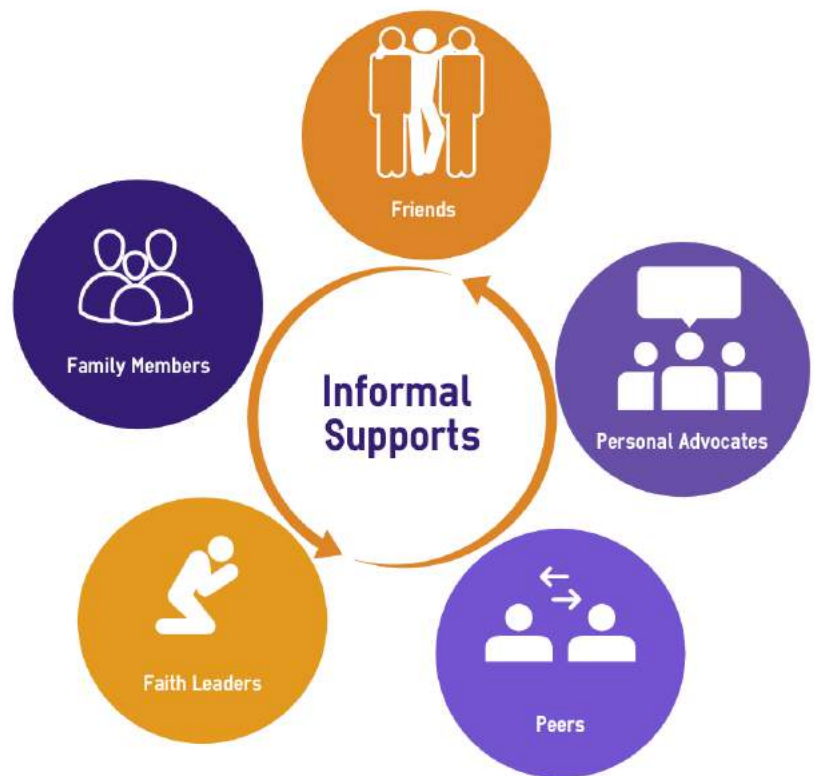 Friends
Family Members
Personal Advocates
Informal
Supports
Faith Leaders
Peers